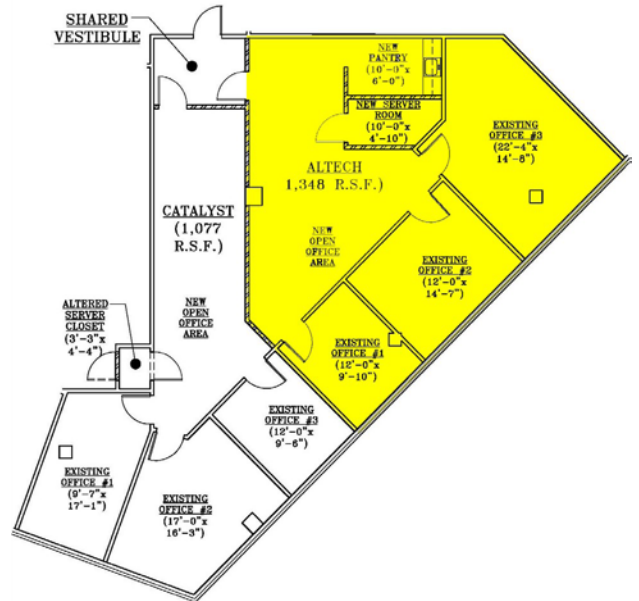 SHARED
VESTIBULE
NEW
PANTRY
(10'-0"x
6'-0")
NEW SERVER
ROOM
(10'-0"x
4'-10")
EXISTING
OFFICE #3
(22'-4"x
14'-8")
ALTECH
1,348 R.S.F.)
CATALYST
(1,077
R.S.F.)
NEW
OPEN
OFFICE
AREA
EXISTING
OFFICE #2
(12'-0"x
14'-7")
ALTERED
SERVER
CLOSET
(3'-3"x
4'-4")
NEW
OPEN
OFFICE
AREA
EXISTING
OFFICE #1
(12'-0"x
9'-10")
EXISTING
OFFICE #3
(12'-0"x
9'-6")
EXISTING
OFFICE #1
(9'-7"x
17'-1")
EXISTING
OFFICE #2
(17'-0"x
16'-3")